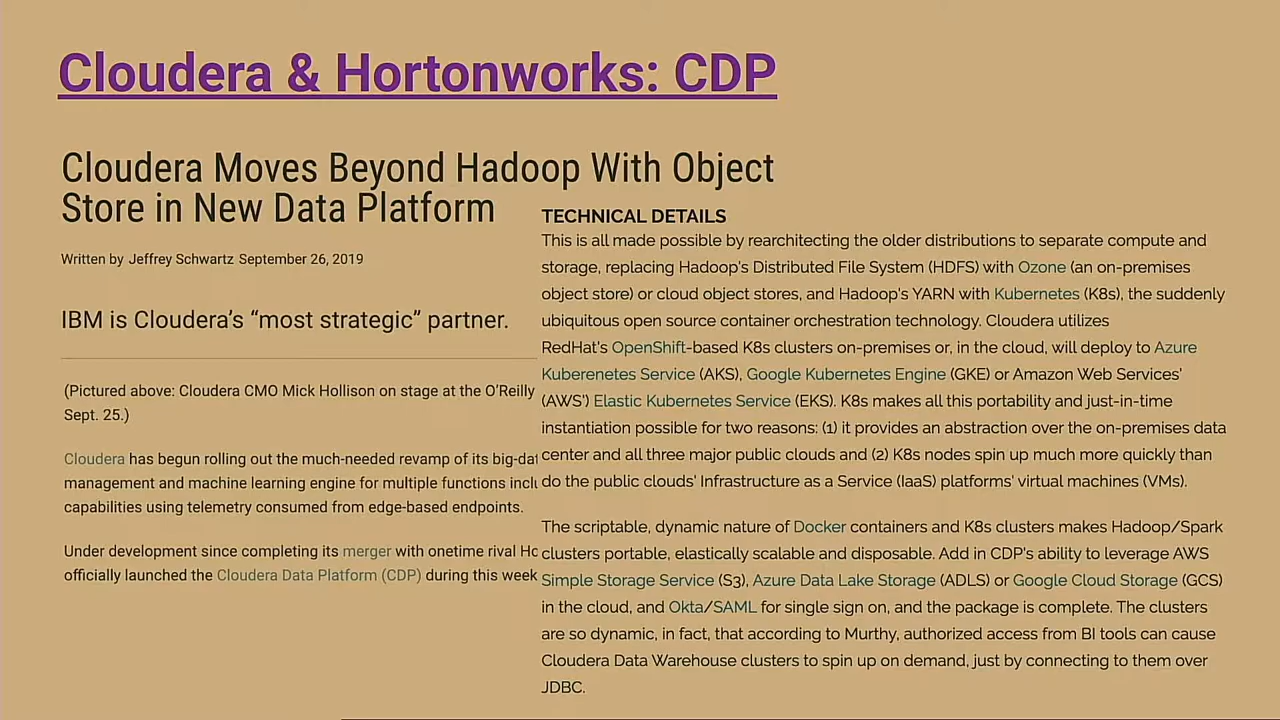 Cloudera & Hortonworks: CDP
Cloudera Moves Beyond Hadoop With Object
Store in New Data Platform
Written by Jeffrey Schwartz September 26, 2019
IBM is Cloudera's “most strategic” partner.
(Pictured above: Cloudera CMO Mick Hollison on stage at the O'Reilly
Sept. 25.)
Cloudera has begun rolling out the much-needed revamp of its big-dat
management and machine learning engine for multiple functions inclu
capabilities using telemetry consumed from edge-based endpoints.
Under development since completing its merger with onetime rival Ho
officially launched the Cloudera Data Platform (CDP) during this week
TECHNICAL DETAILS
This is all made possible by rearchitecting the older distributions to separate compute and
storage, replacing Hadoop's Distributed File System (HDFS) with Ozone (an on-premises
object store) or cloud object stores, and Hadoop's YARN with Kubernetes (K8s), the suddenly
ubiquitous open source container orchestration technology. Cloudera utilizes
RedHat's OpenShift-based K8s clusters on-premises or, in the cloud, will deploy to Azure
Kuberenetes Service (AKS), Google Kubernetes Engine (GKE) or Amazon Web Services'
(AWS') Elastic Kubernetes Service (EKS). K8s makes all this portability and just-in-time
instantiation possible for two reasons: (1) it provides an abstraction over the on-premises data
center and all three major public clouds and (2) K8s nodes spin up much more quickly than
do the public clouds' Infrastructure as a Service (IaaS) platforms' virtual machines (VMs).
The scriptable, dynamic nature of Docker containers and K8s clusters makes Hadoop/Spark
clusters portable, elastically scalable and disposable. Add in CDP's ability to leverage AWS
Simple Storage Service (S3), Azure Data Lake Storage (ADLS) or Google Cloud Storage (GCS)
in the cloud, and Okta/SAML for single sign on, and the package is complete. The clusters
are so dynamic, in fact, that according to Murthy, authorized access from BI tools can cause
Cloudera Data Warehouse clusters to spin up on demand, just by connecting to them over
JDBC.